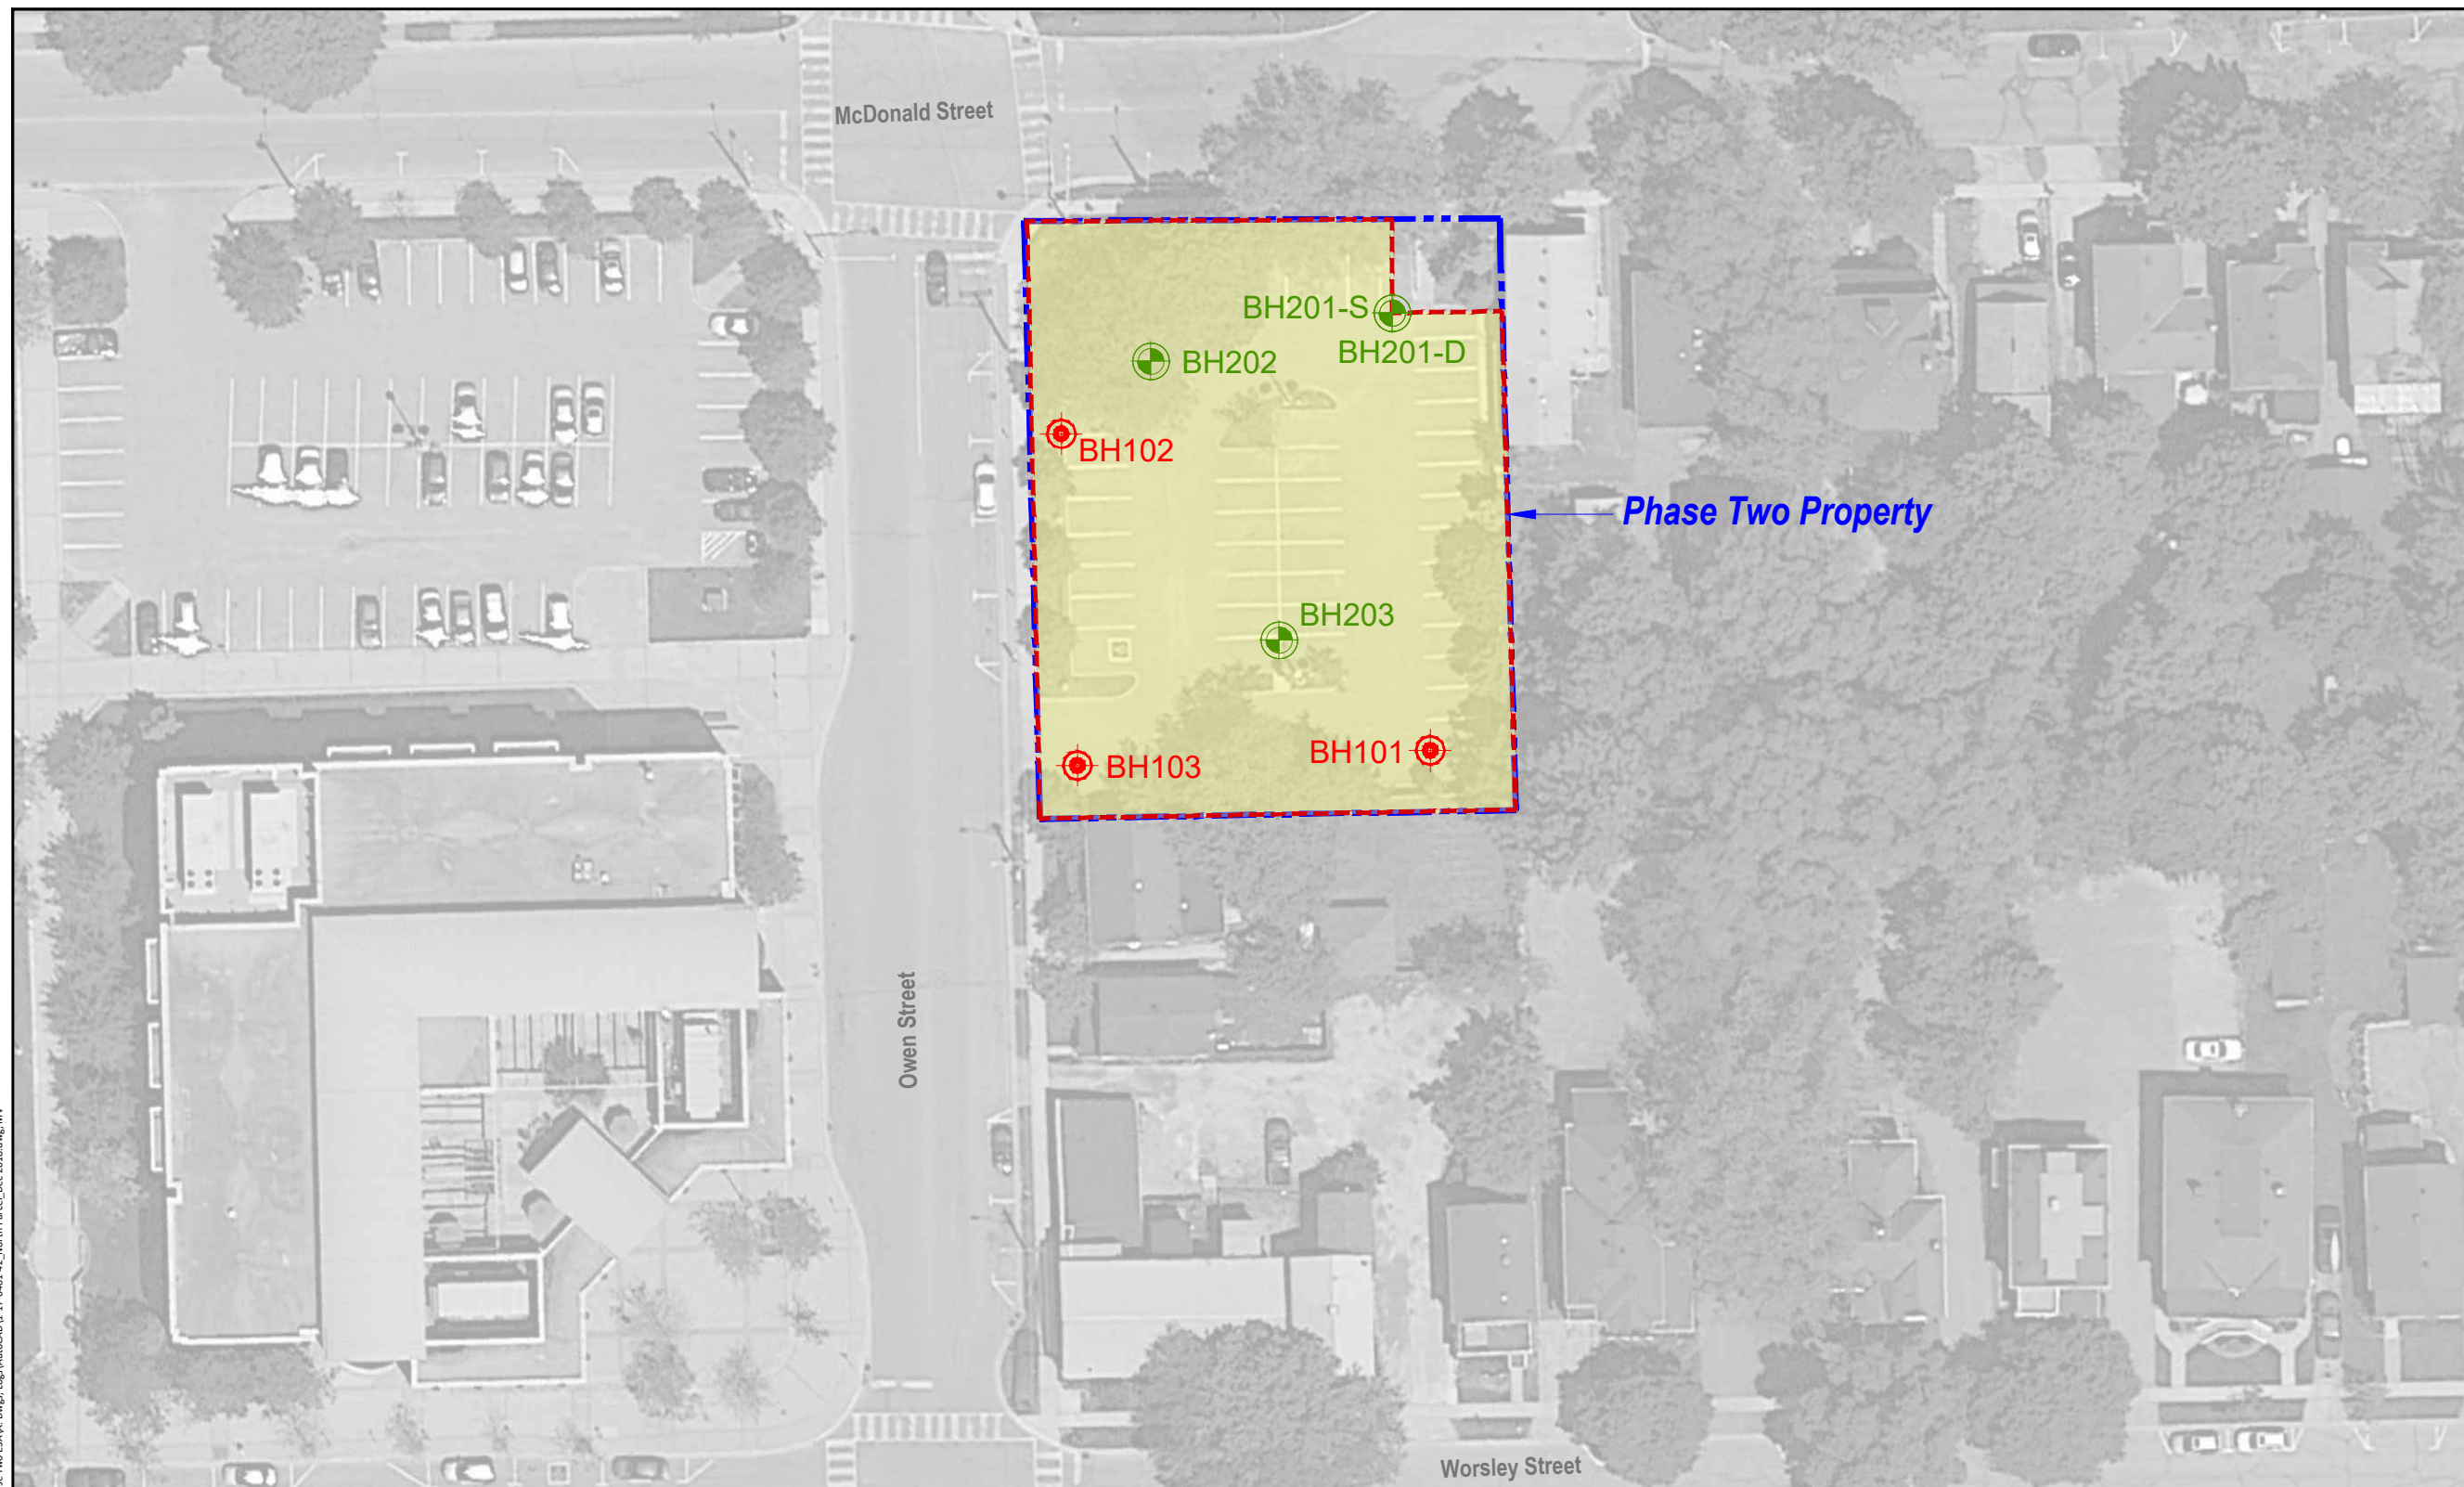 McDonald Street
BH201-S
BH201-D
BH202
BH102
Phase Two Property
BH203
BH101
BH103
Owen Street
Worsley Street